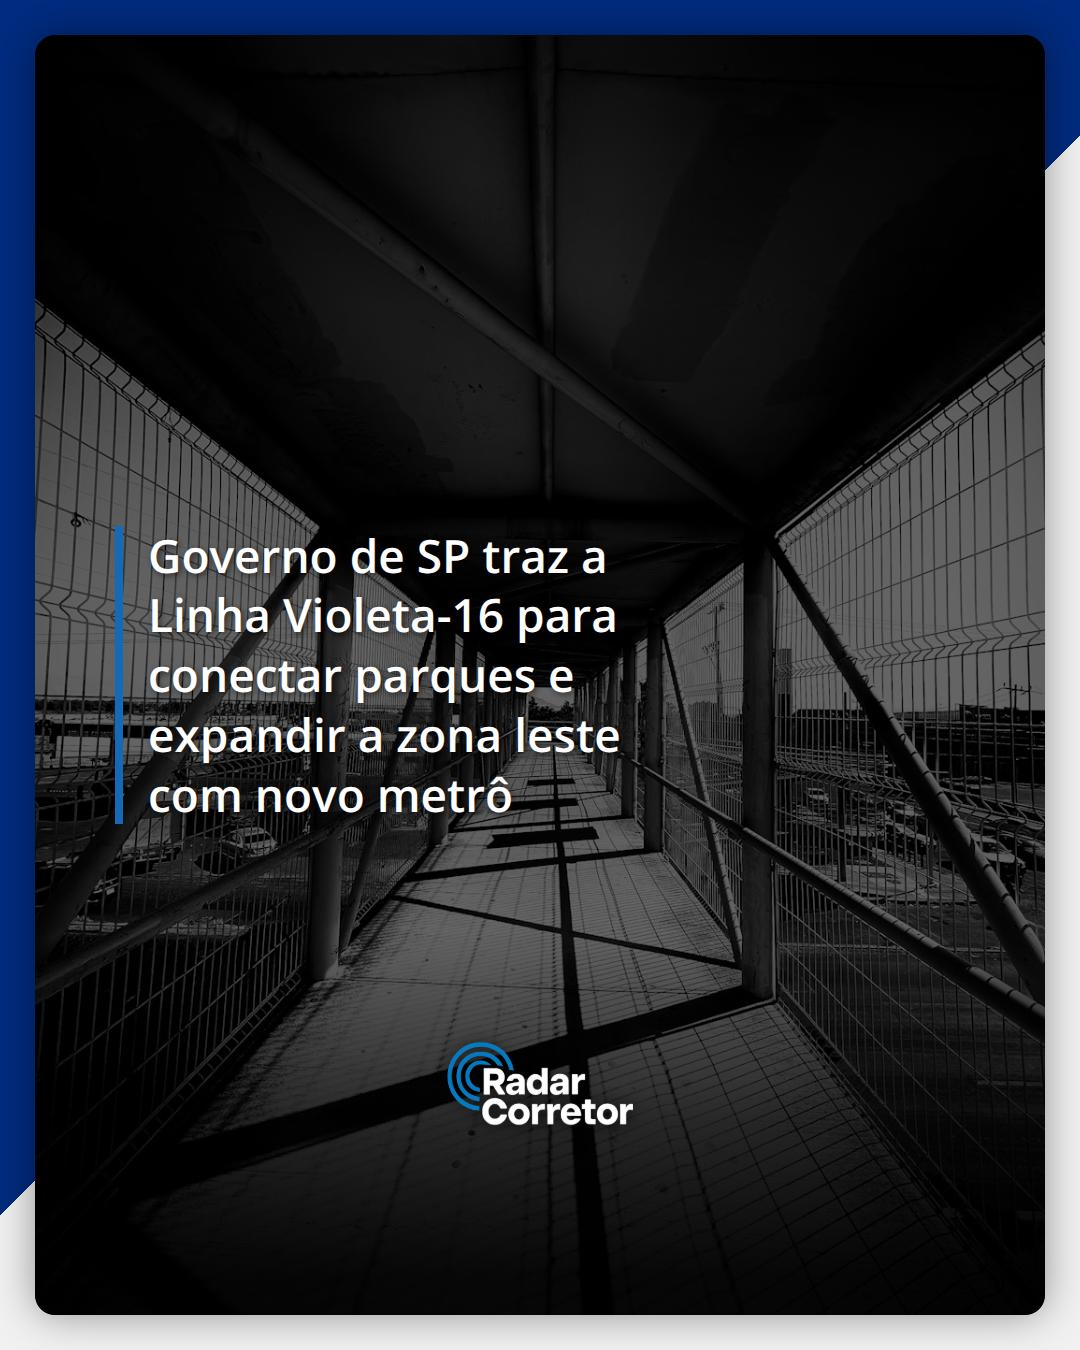 Governo de SP traz a
Linha Violeta-16 para
conectar parques e
expandir a zona leste
com novo metrô
Radar
Corretor